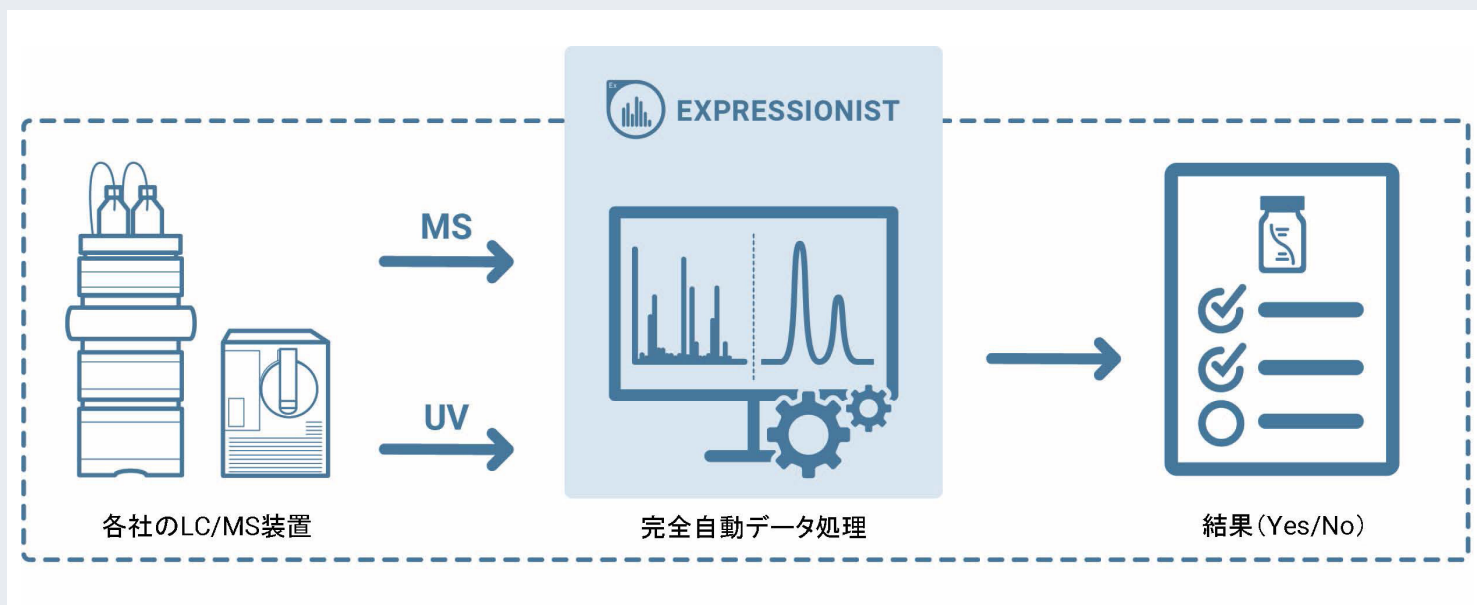 Ex
EXPRESSIONIST
MS
UV
各社のLC/MS装置
完全自動データ処理
結果(Yes/No)